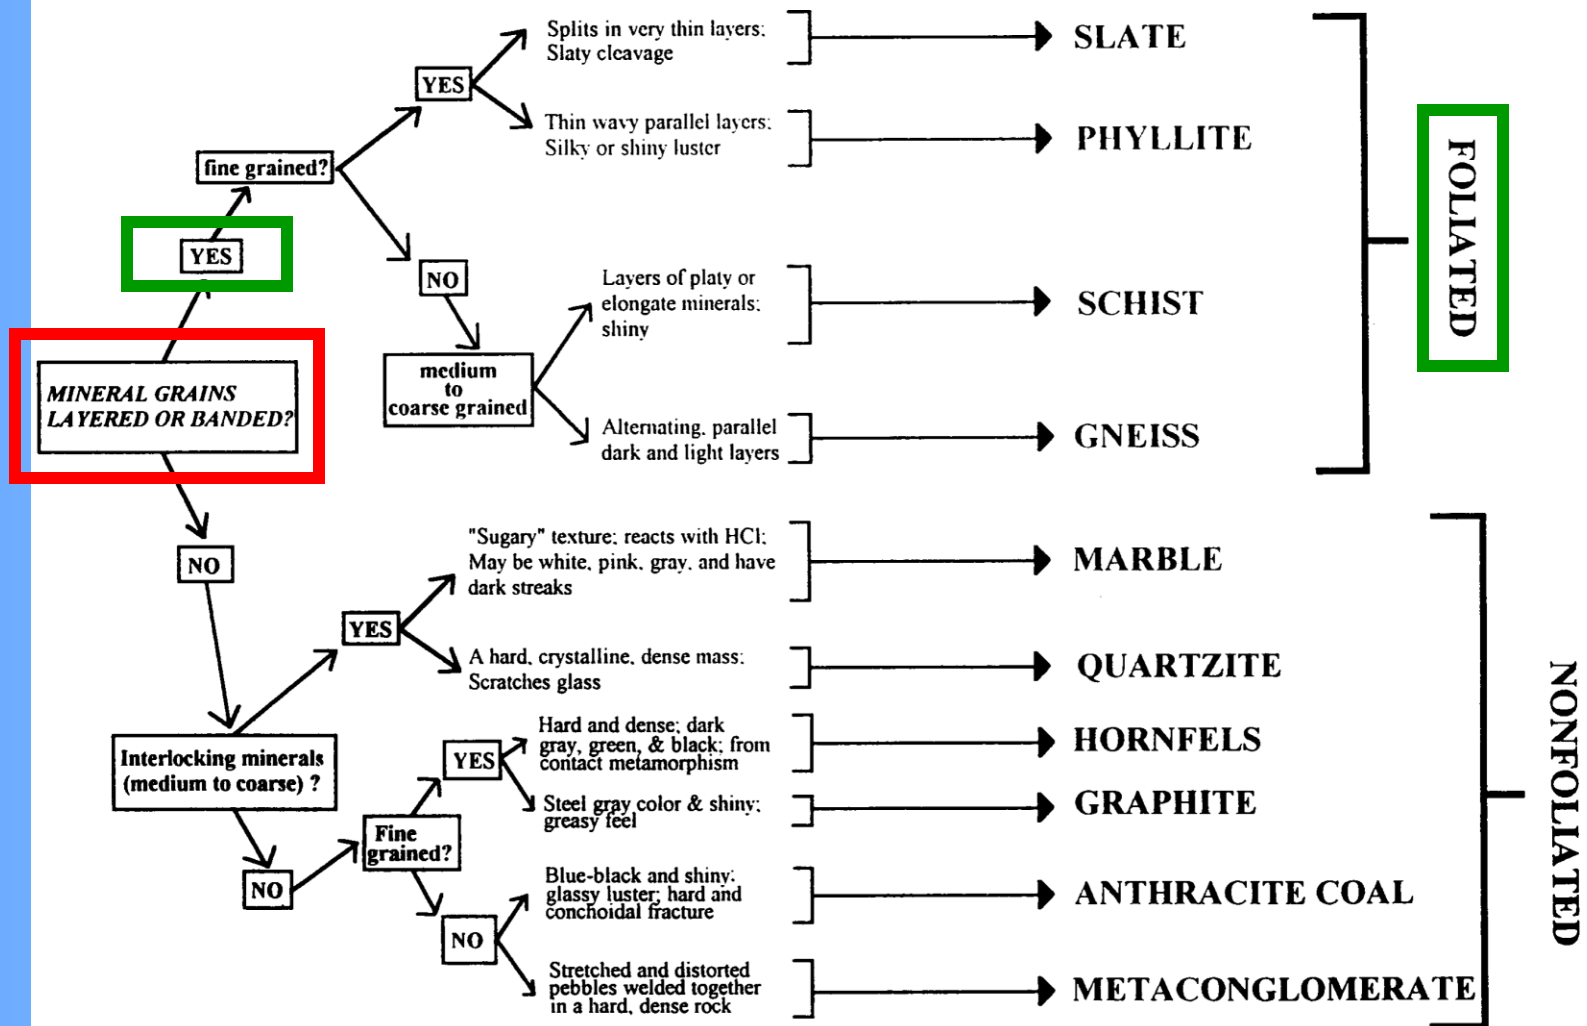 Splits in very thin layers;
Slaty cleavage
SLATE
YES
Thin wavy parallel layers;
Silky or shiny luster
PHYLLITE
fine grained?
YES
NO
Layers of platy or
elongate minerals;
shiny
SCHIST
FOLIATED
MINERAL GRAINS
LAYERED OR BANDED?
medium
to
coarse grained
Alternating, parallel
dark and light layers
GNEISS
NO
"Sugary" texture; reacts with HCl;
May be white, pink, gray, and have
dark streaks
MARBLE
YES
A hard, crystalline, dense mass;
Scratches glass
QUARTZITE
Interlocking minerals
(medium to coarse) ?
YES
Hard and dense; dark
gray, green, & black; from
contact metamorphism
HORNFELS
NONFOLIATED
Steel gray color & shiny;
greasy feel
GRAPHITE
Fine
grained?
NO
Blue-black and shiny;
glassy luster; hard and
conchoidal fracture
ANTHRACITE COAL
NO
Stretched and distorted
pebbles welded together
in a hard, dense rock
METACONGLOMERATE